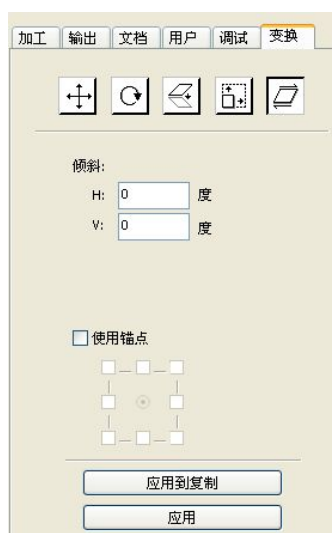 加工 输出 文档 用户 调试 变换
倾斜:
H: 0 度
V: 0 度
使用锚点
应用到复制
应用